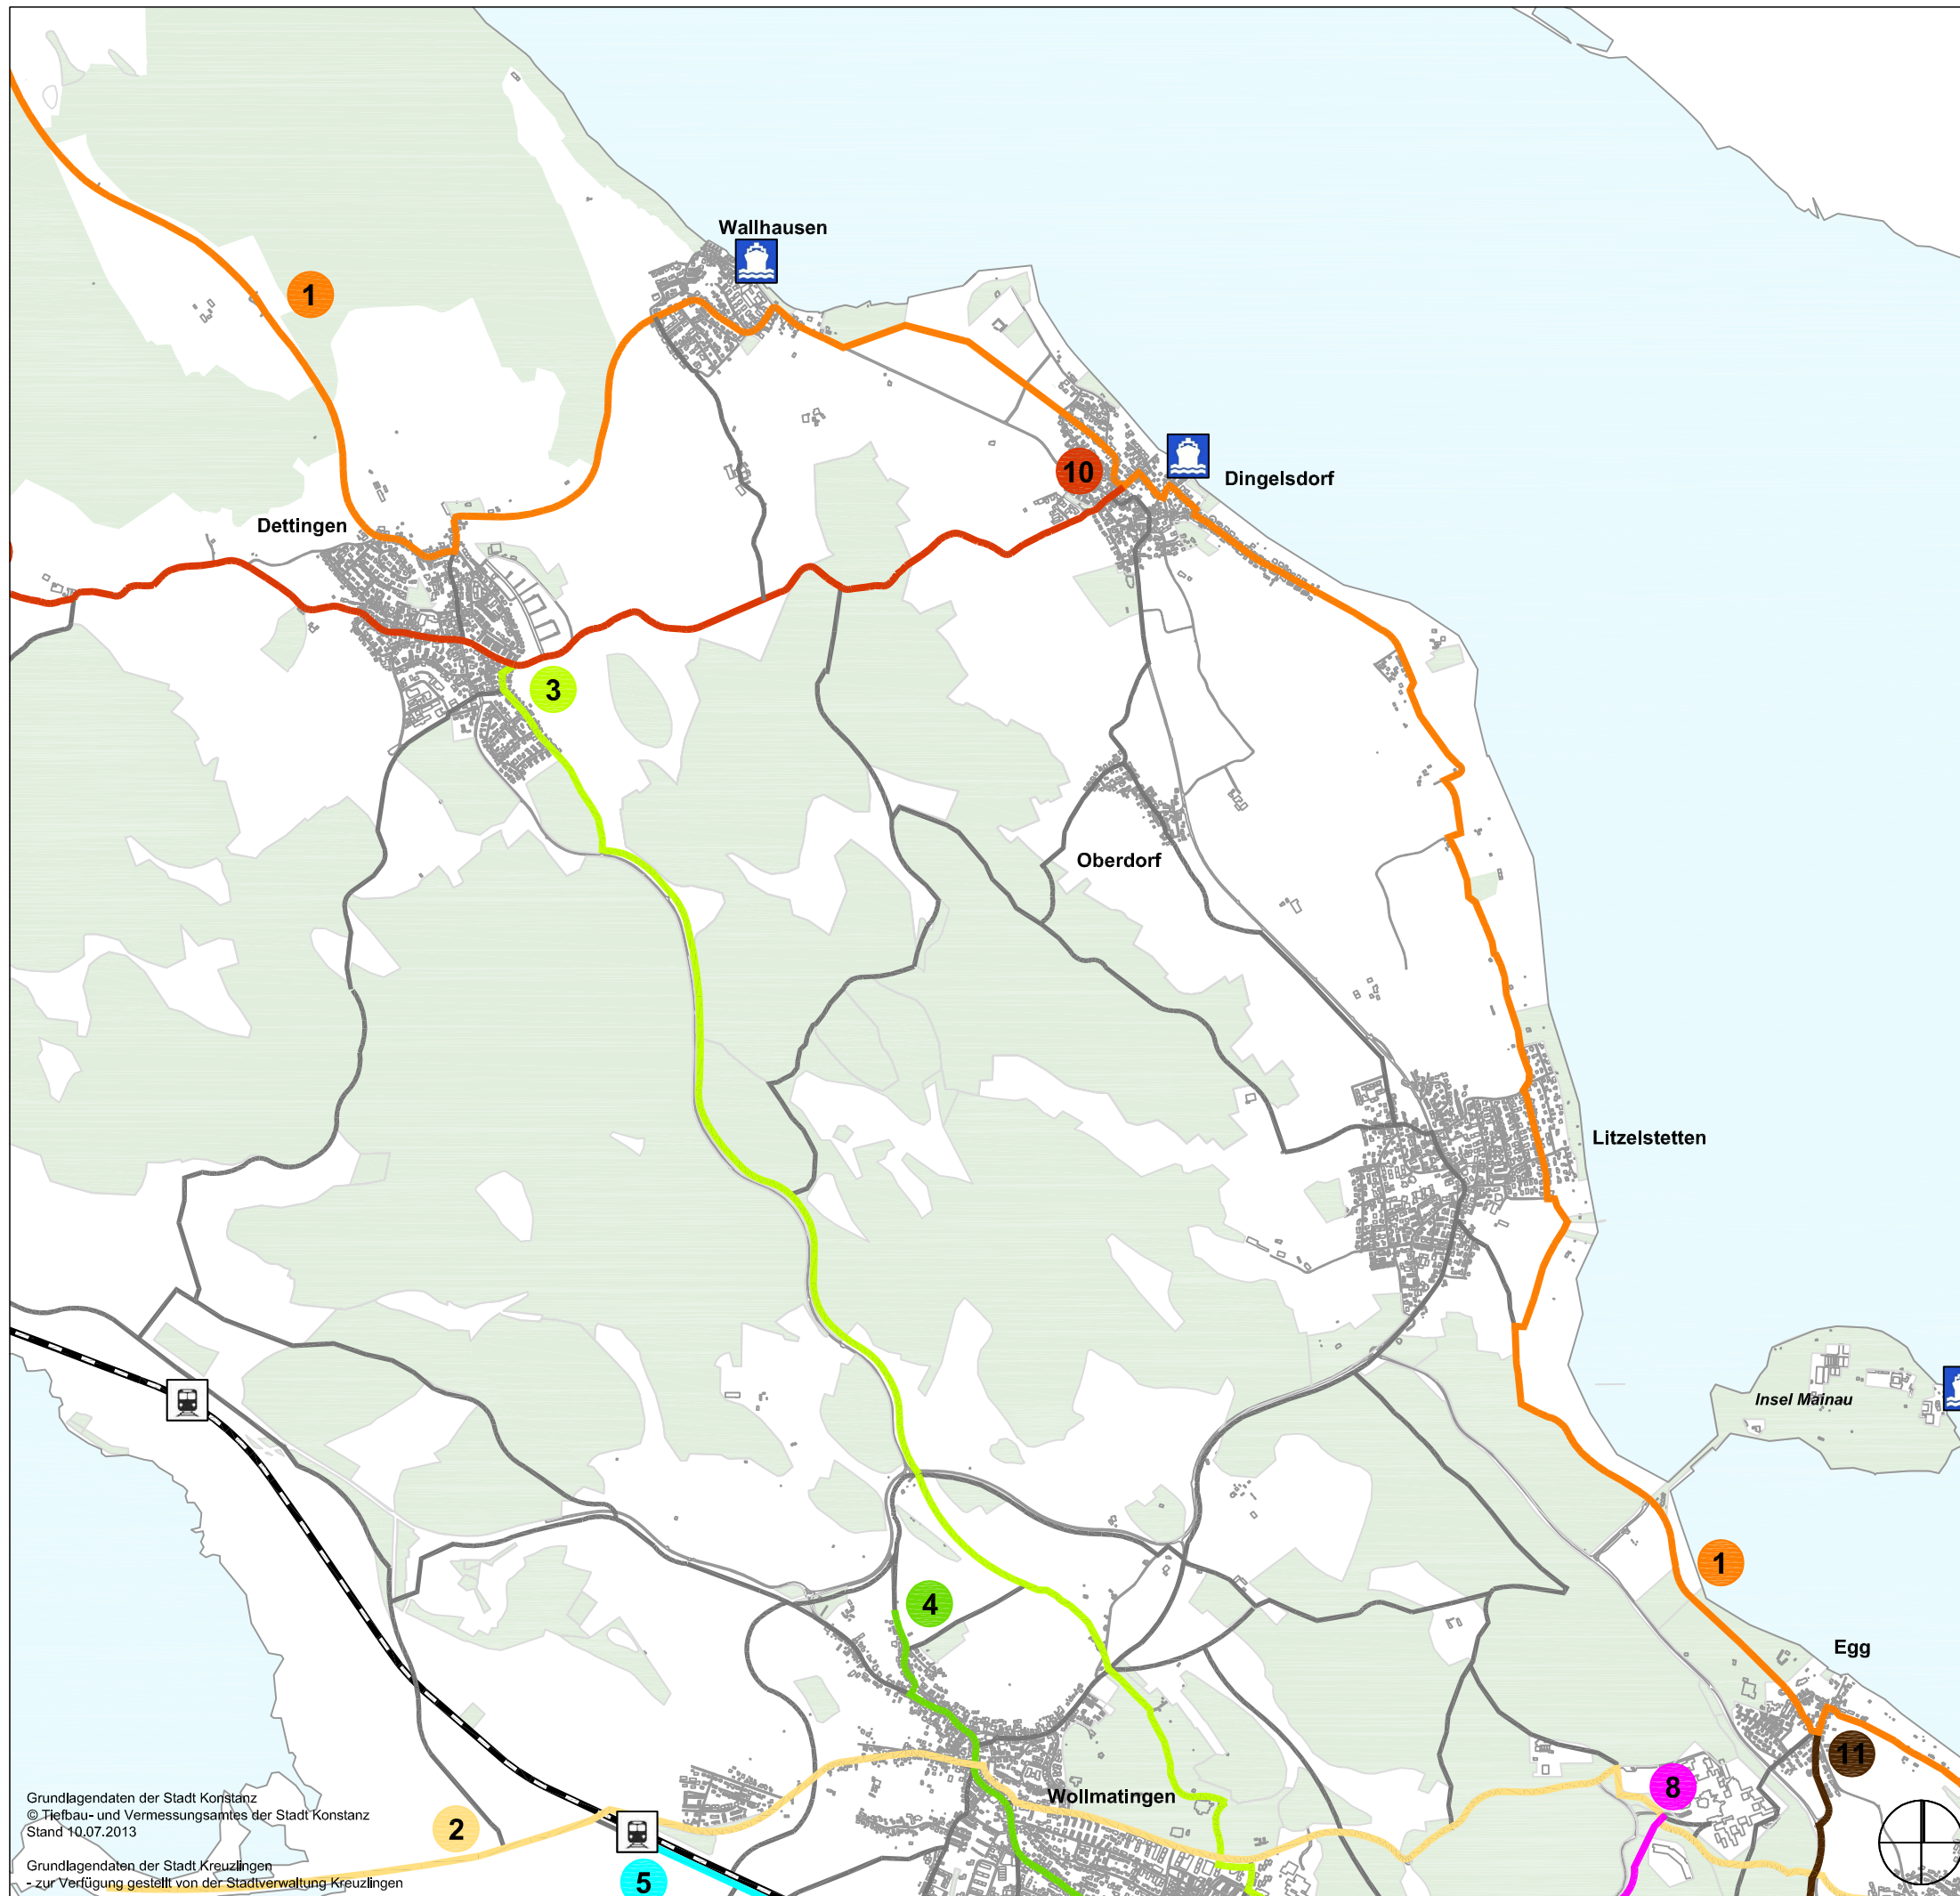 Wallhausen
1
10
Dingelsdorf
Dettingen
3
Oberdorf
Litzelstetten
Insel Mainau
1
4
Egg
11
8
Wollmatingen
2
5
Grundlagendaten der Stadt Konstanz
© Tiefbau- und Vermessungsamtes der Stadt Konstanz
Stand 10.07.2013
Grundlagendaten der Stadt Kreuzlingen
- zur Verfügung gestellt von der Stadtverwaltung Kreuzlingen